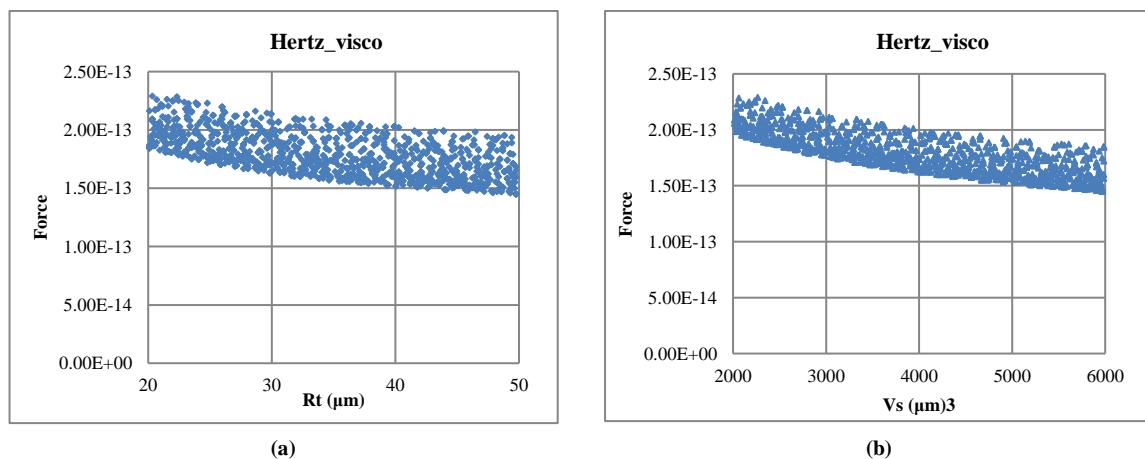 Hertz_visco
2.50E-13
2.00E-13
1.50E-13
1.00E-13
5.00E-14
0.00E+00
Force
20 30 40 50
Rt (µm)
(a)
Hertz_visco
2.50E-13
2.00E-13
1.50E-13
1.00E-13
5.00E-14
0.00E+00
Force
2000 3000 4000 5000 6000
Vs (µm)3
(b)